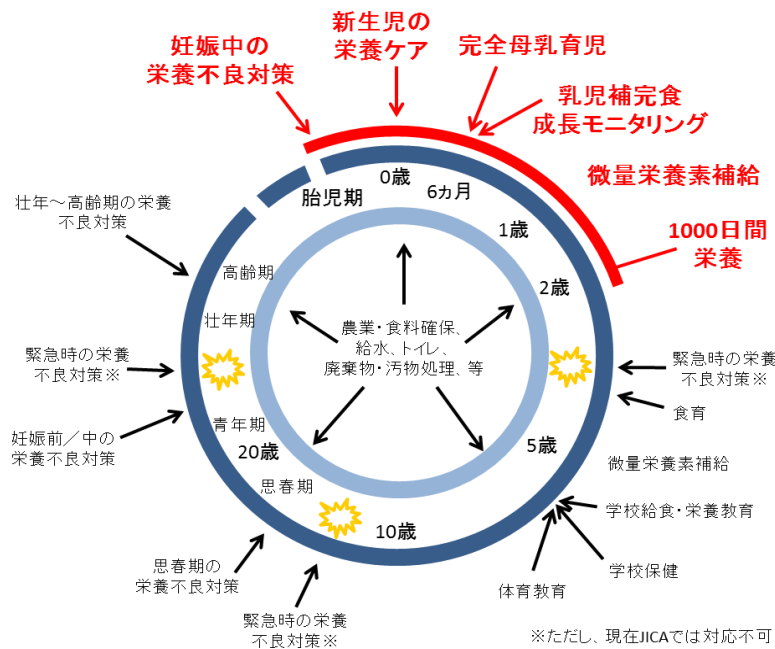 新生児の
栄養ケア
妊娠中の
栄養不良対策
完全母乳育児
乳児補完食
成長モニタリング
微量栄養素補給
1000日間
栄養
胎児期
0歳
6ヵ月
1歳
2歳
5歳
10歳
思春期
20歳
青年期
壮年期
高齢期
農業・食料確保、
給水、トイレ、
廃棄物・汚物処理、等
壮年～高齢期の栄養
不良対策
緊急時の栄養
不良対策※
妊娠前／中の
栄養不良対策
思春期の
栄養不良対策
緊急時の栄養
不良対策※
緊急時の栄養
不良対策※
食育
微量栄養素補給
学校給食・栄養教育
学校保健
体育教育
※ただし、現在JICAでは対応不可